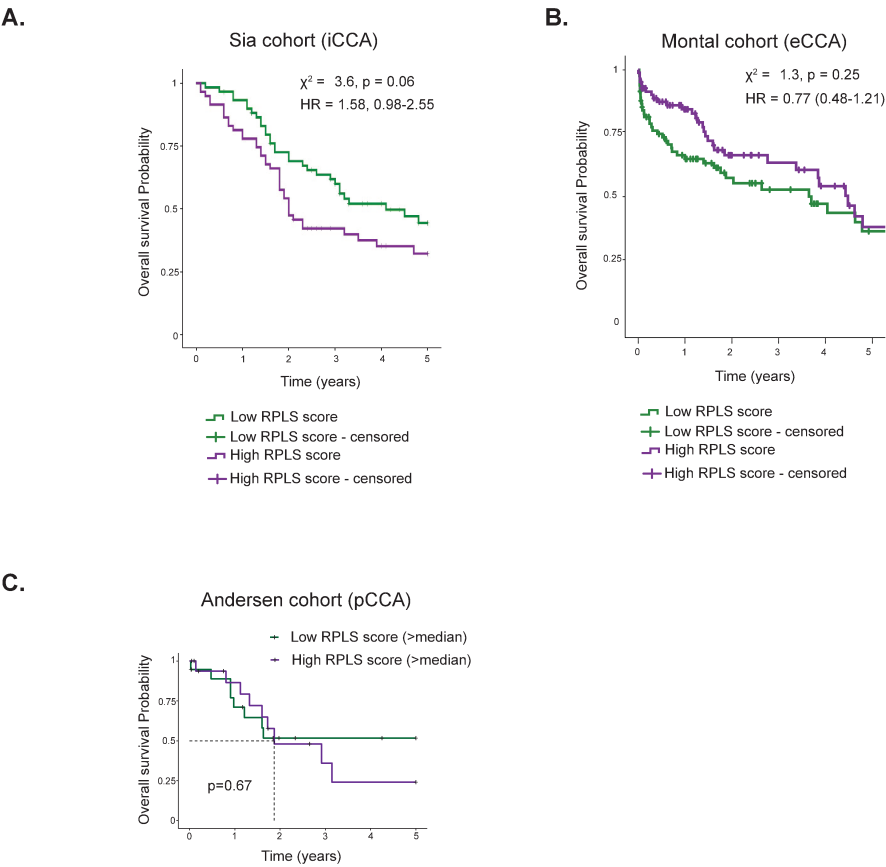 A.
Sia cohort (iCCA)
χ² = 3.6, p = 0.06
HR = 1.58, 0.98-2.55
Overall survival Probability
1
0.75
0.5
0.25
0
0 1 2 3 4 5
Time (years)
Low RPLS score
Low RPLS score - censored
High RPLS score
High RPLS score - censored
B.
Montal cohort (eCCA)
χ² = 1.3, p = 0.25
HR = 0.77 (0.48-1.21)
Overall survival Probability
1
0.75
0.5
0.25
0
0 1 2 3 4 5
Time (years)
Low RPLS score
Low RPLS score - censored
High RPLS score
High RPLS score - censored
C.
Andersen cohort (pCCA)
Low RPLS score (>median)
High RPLS score (>median)
Overall survival Probability
1
0.75
0.5
0.25
0
p=0.67
0 1 2 3 4 5
Time (years)